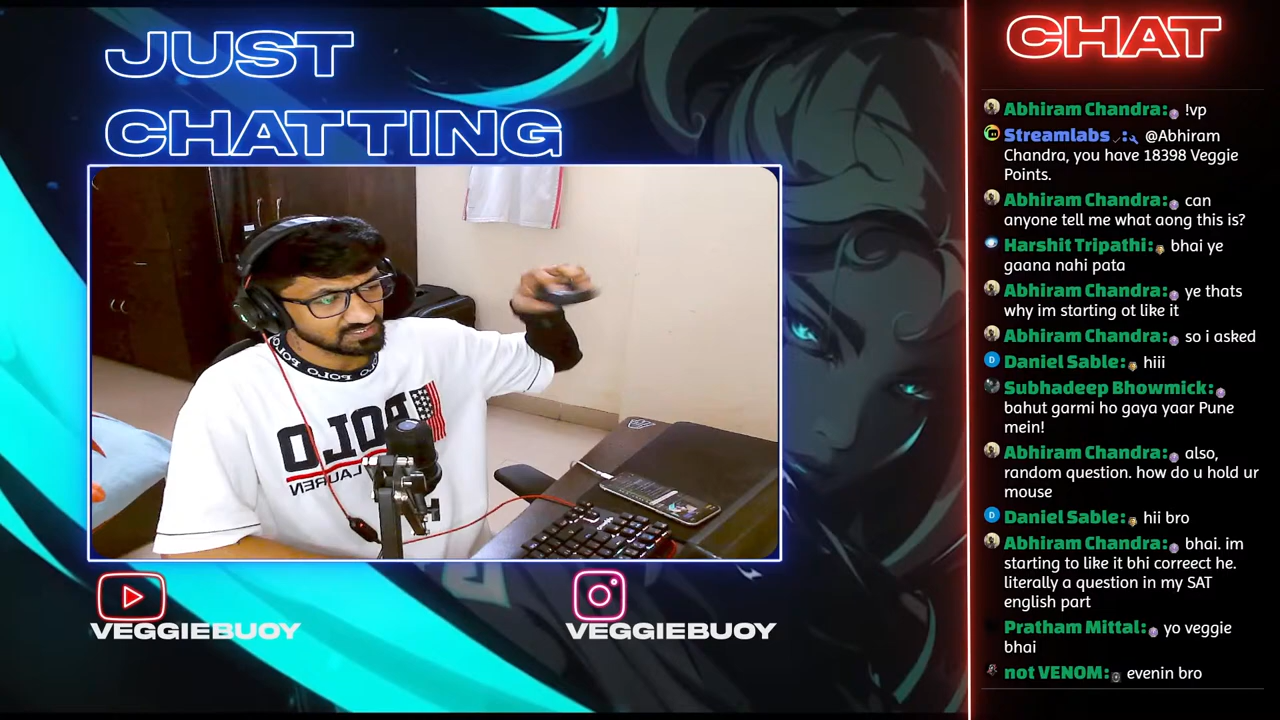 JUST
CHATTING
POLO
POLO
LAUREN
VEGGIEBUOY
VEGGIEBUOY
CHAT
Abhiram Chandra: !vp
Streamlabs : @Abhiram
Chandra, you have 18398 Veggie
Points.
Abhiram Chandra: can
anyone tell me what aong this is?
Harshit Tripathi: bhai ye
gaana nahi pata
Abhiram Chandra: ye thats
why im starting ot like it
Abhiram Chandra: so i asked
Daniel Sable: hiii
Subhadeep Bhowmick:
bahut garmi ho gaya yaar Pune
mein!
Abhiram Chandra: also,
random question. how do u hold ur
mouse
Daniel Sable: hii bro
Abhiram Chandra: bhai. im
starting to like it bhi correect he.
literally a question in my SAT
english part
Pratham Mittal: yo veggie
bhai
not VENOM: evenin bro